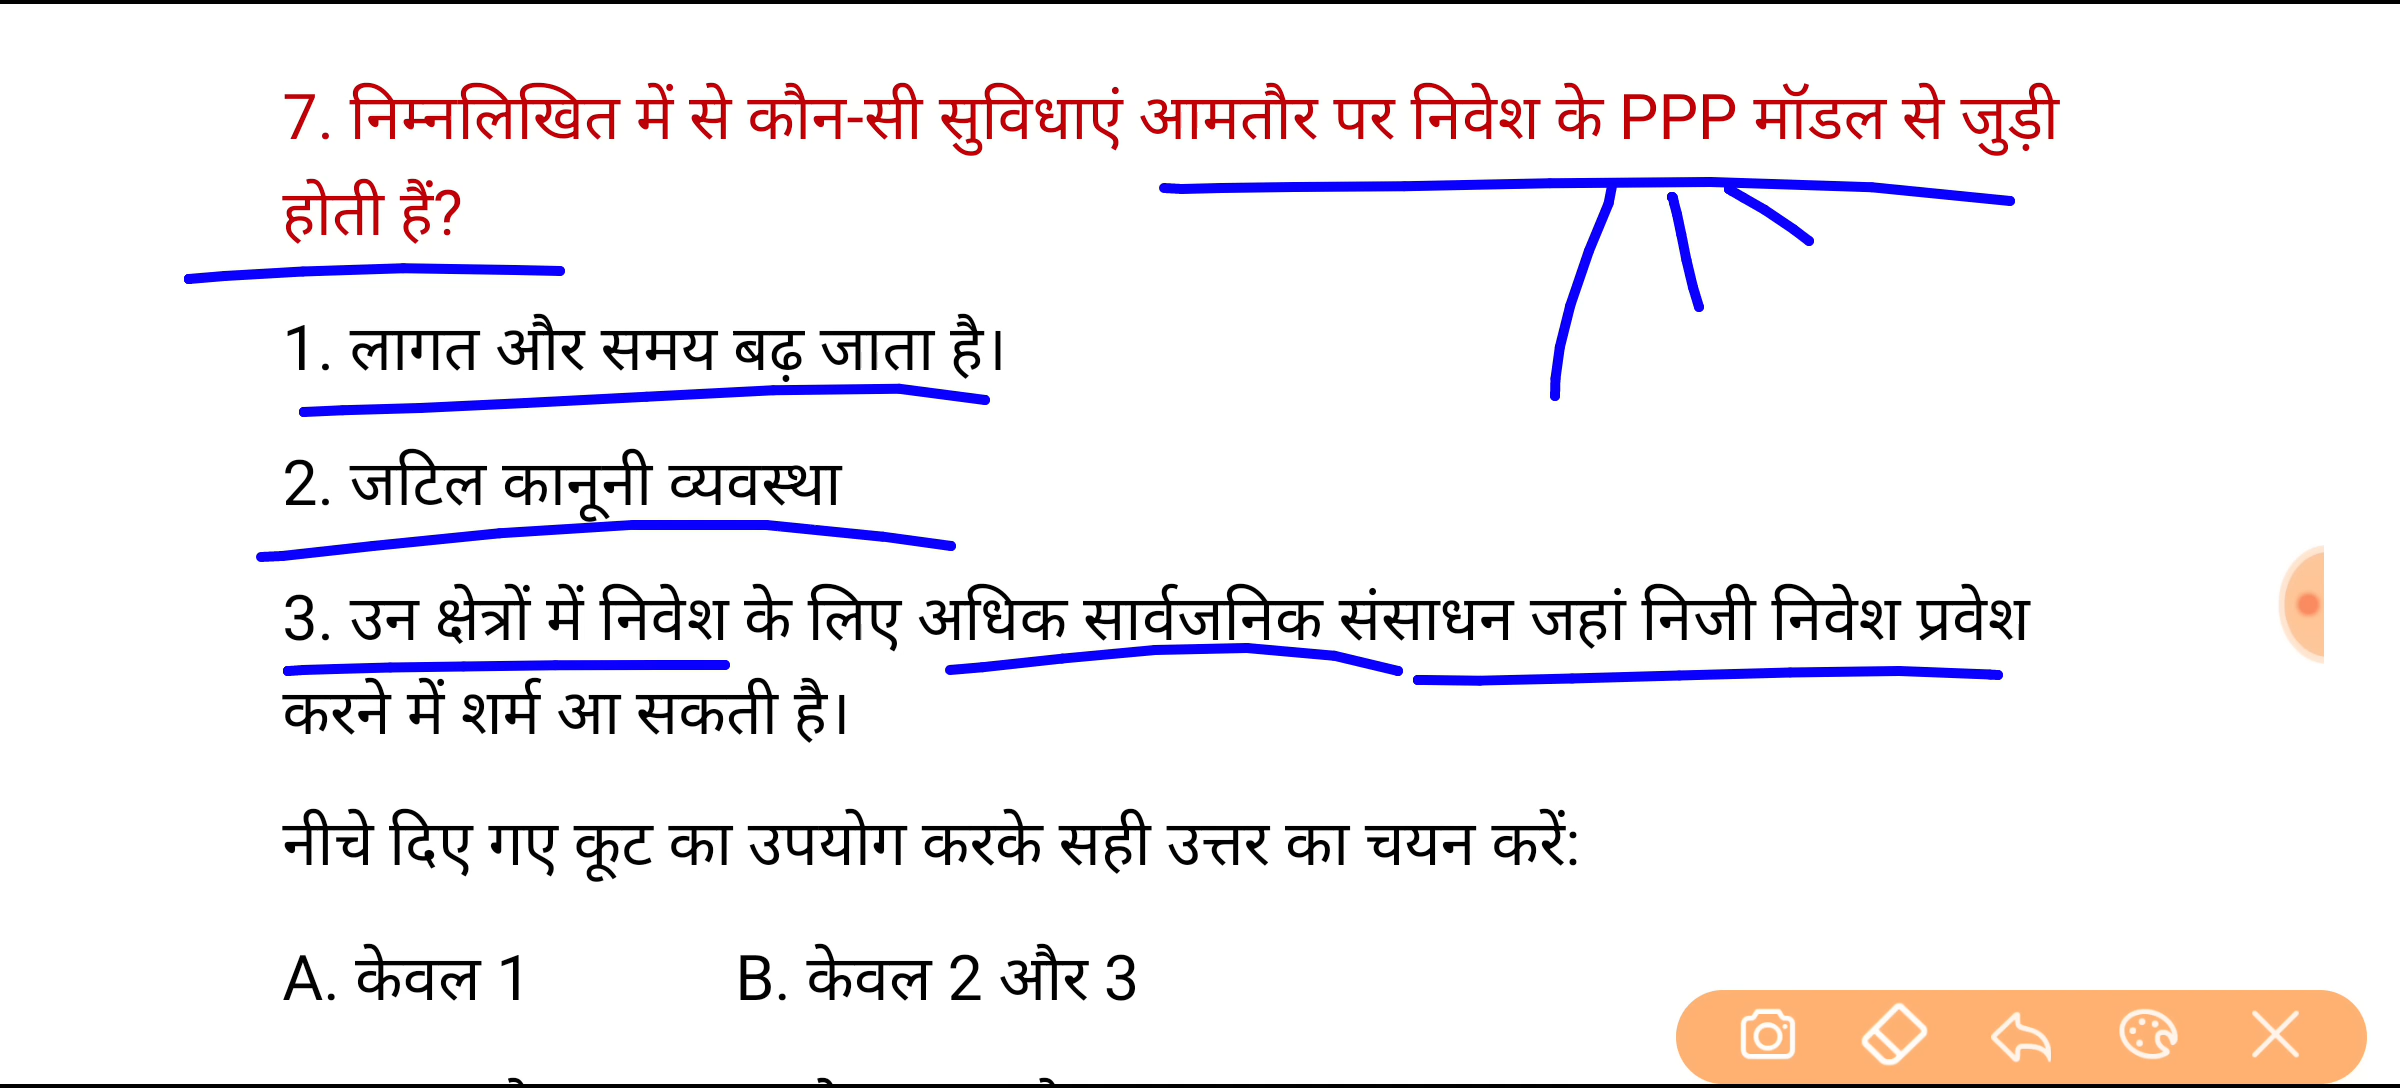 7. निम्नलिखित में से कौन-सी सुविधाएं आमतौर पर निवेश के PPP मॉडल से जुड़ी
होती हैं?
1. लागत और समय बढ़ जाता है।
2. जटिल कानूनी व्यवस्था
3. उन क्षेत्रों में निवेश के लिए अधिक सार्वजनिक संसाधन जहां निजी निवेश प्रवेश
करने में शर्म आ सकती है।
नीचे दिए गए कूट का उपयोग करके सही उत्तर का चयन करें:
A. केवल 1 B. केवल 2 और 3